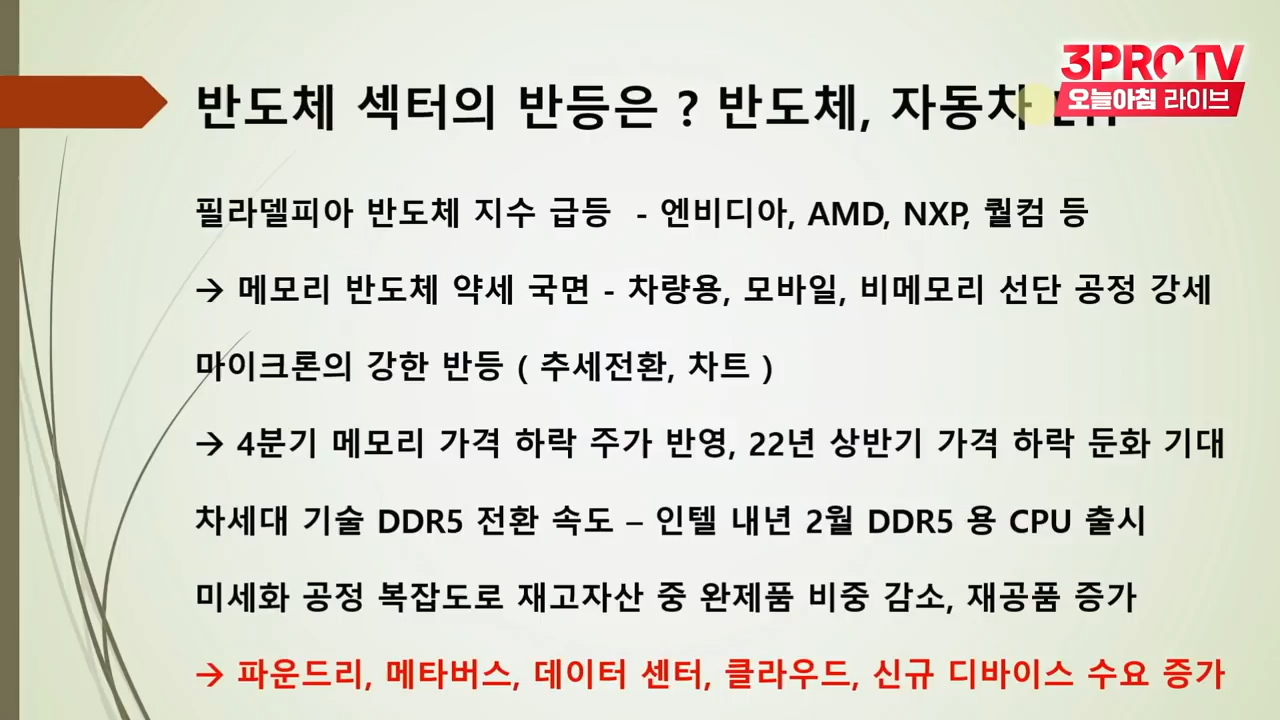 3PROTV
오늘아침 라이브
반도체 섹터의 반등은 ? 반도체, 자동차
필라델피아 반도체 지수 급등 - 엔비디아, AMD, NXP, 퀄컴 등
→ 메모리 반도체 약세 국면 - 차량용, 모바일, 비메모리 선단 공정 강세
마이크론의 강한 반등 ( 추세전환, 차트 )
→ 4분기 메모리 가격 하락 주가 반영, 22년 상반기 가격 하락 둔화 기대
차세대 기술 DDR5 전환 속도 – 인텔 내년 2월 DDR5 용 CPU 출시
미세화 공정 복잡도로 재고자산 중 완제품 비중 감소, 재공품 증가
→ 파운드리, 메타버스, 데이터 센터, 클라우드, 신규 디바이스 수요 증가